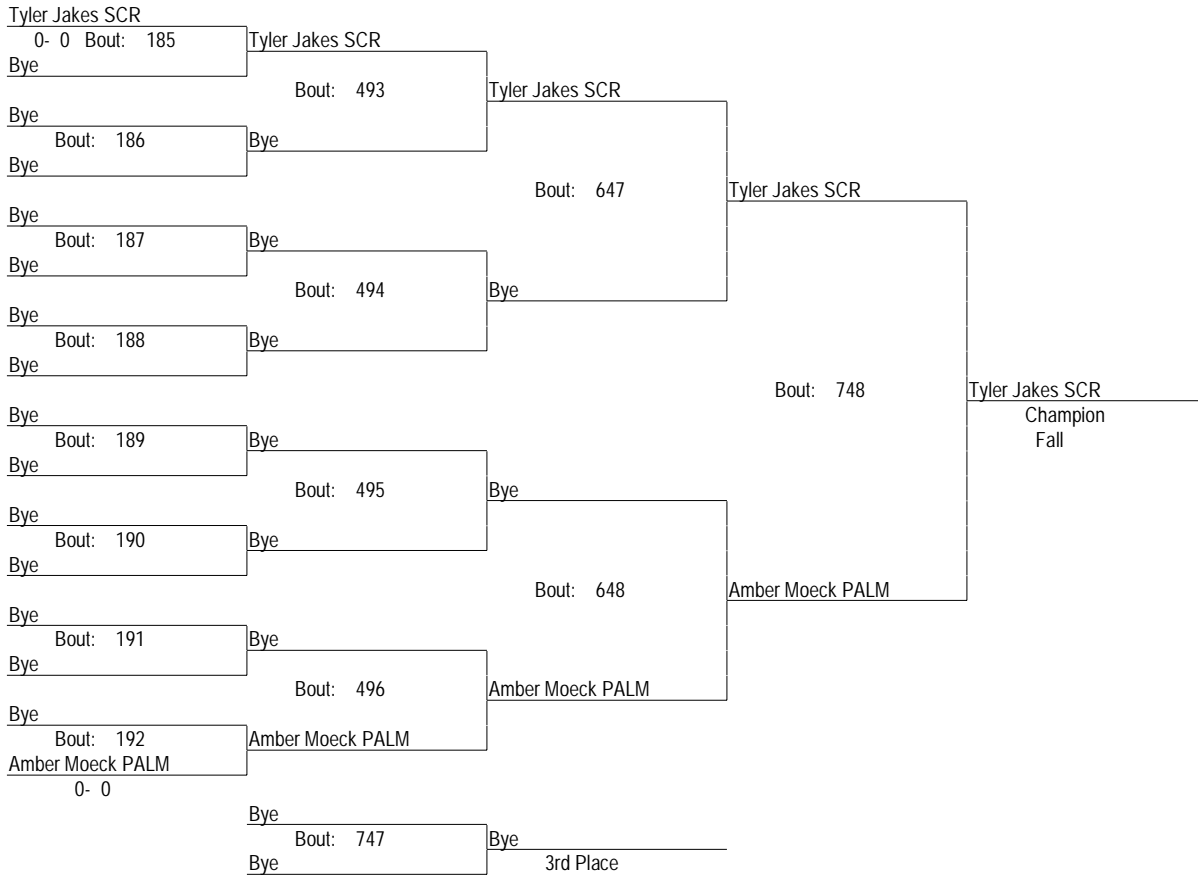 Tyler Jakes SCR
0- 0 Bout: 185 Tyler Jakes SCR
Bye
Bout: 493 Tyler Jakes SCR
Bye
Bout: 186 Bye
Bye
Bout: 647 Tyler Jakes SCR
Bye
Bout: 187 Bye
Bye
Bout: 494 Bye
Bye
Bout: 188 Bye
Bye
Bout: 748 Tyler Jakes SCR
Bye Champion
Bout: 189 Bye Fall
Bye
Bout: 495 Bye
Bye
Bout: 190 Bye
Bye
Bout: 648 Amber Moeck PALM
Bye
Bout: 191 Bye
Bye
Bout: 496 Amber Moeck PALM
Bye
Bout: 192 Amber Moeck PALM
Amber Moeck PALM
0- 0
Bye
Bout: 747 Bye
Bye 3rd Place